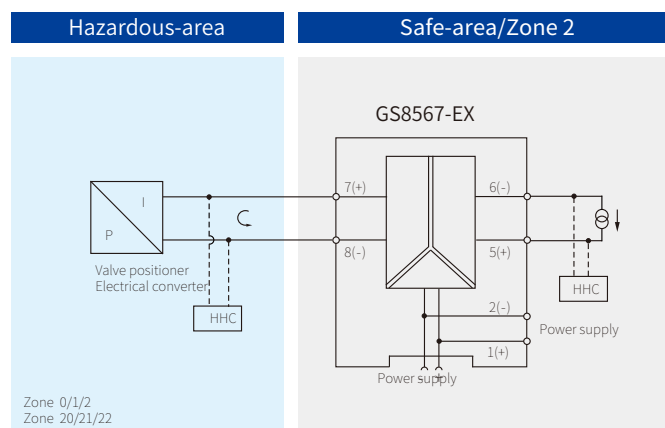 Hazardous-area
Safe-area/Zone 2
GS8567-EX
7(+)
6(-)
I
P
8(-)
5(+)
Valve positioner
Electrical converter
HHC
HHC
2(-)
Power supply
1(+)
- +
Power supply
Zone 0/1/2
Zone 20/21/22